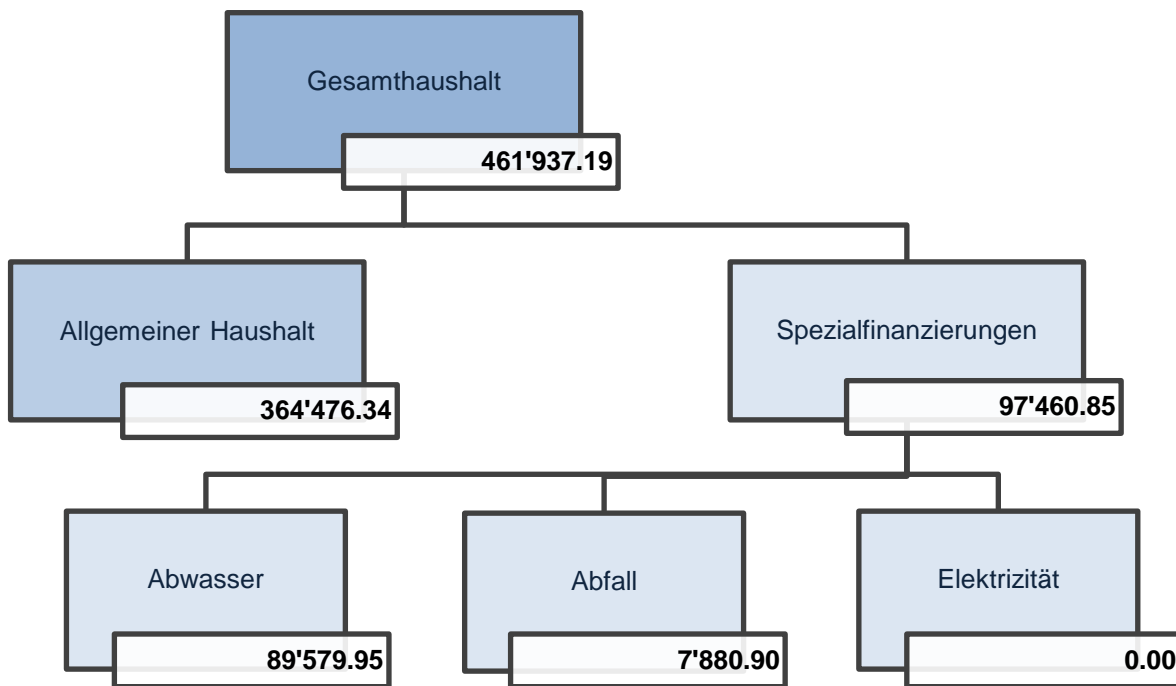 Gesamthaushalt
461'937.19
Allgemeiner Haushalt
364'476.34
Spezialfinanzierungen
97'460.85
Abwasser
89'579.95
Abfall
7'880.90
Elektrizität
0.00